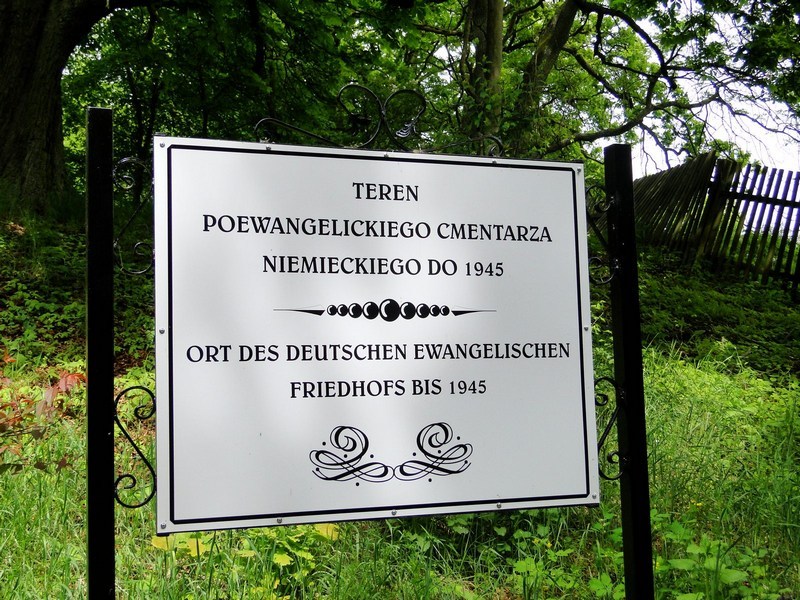 TEREN
POEWANGELICKIEGO CMENTARZA
NIEMIECKIEGO DO 1945
ORT DES DEUTSCHEN EWANGELISCHEN
FRIEDHOFS BIS 1945